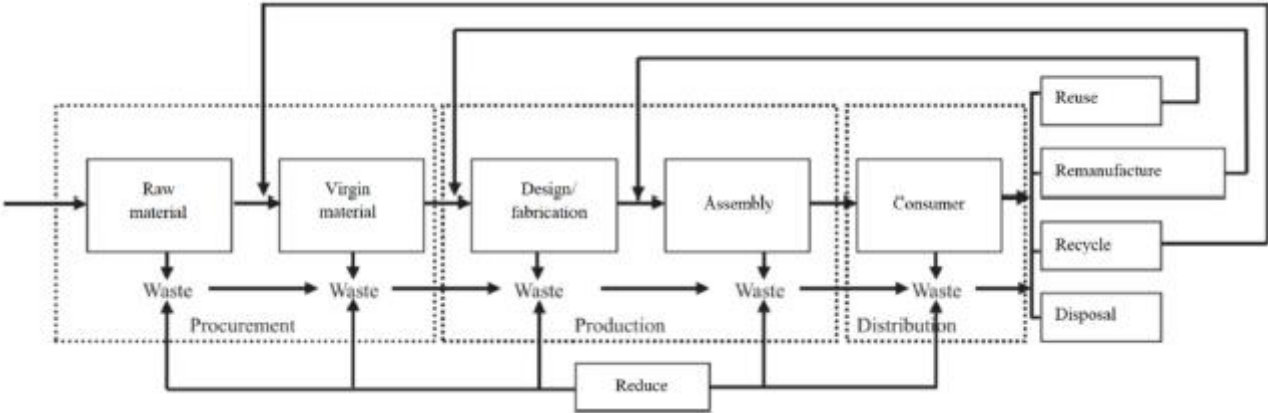 Reuse
Remanufacture
Raw
material
Virgin
material
Design/
fabrication
Assembly
Consumer
Recycle
Waste
Waste
Waste
Waste
Waste
Disposal
Procurement
Production
Distribution
Reduce